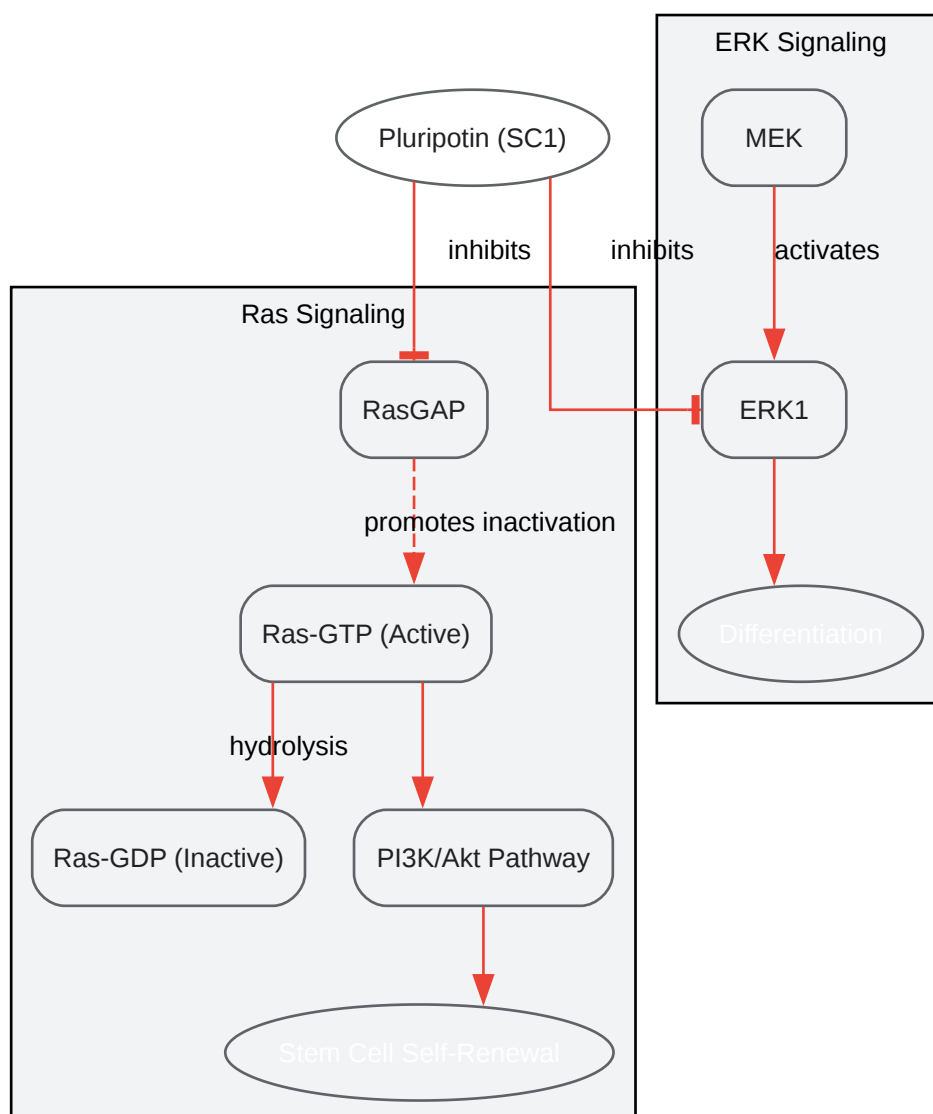 ERK Signaling
Pluripotin (SC1)
MEK
inhibits
inhibits
activates
Ras Signaling
RasGAP
ERK1
promotes inactivation
Ras-GTP (Active)
Differentiation
hydrolysis
Ras-GDP (Inactive)
PI3K/Akt Pathway
Stem Cell Self-Renewal